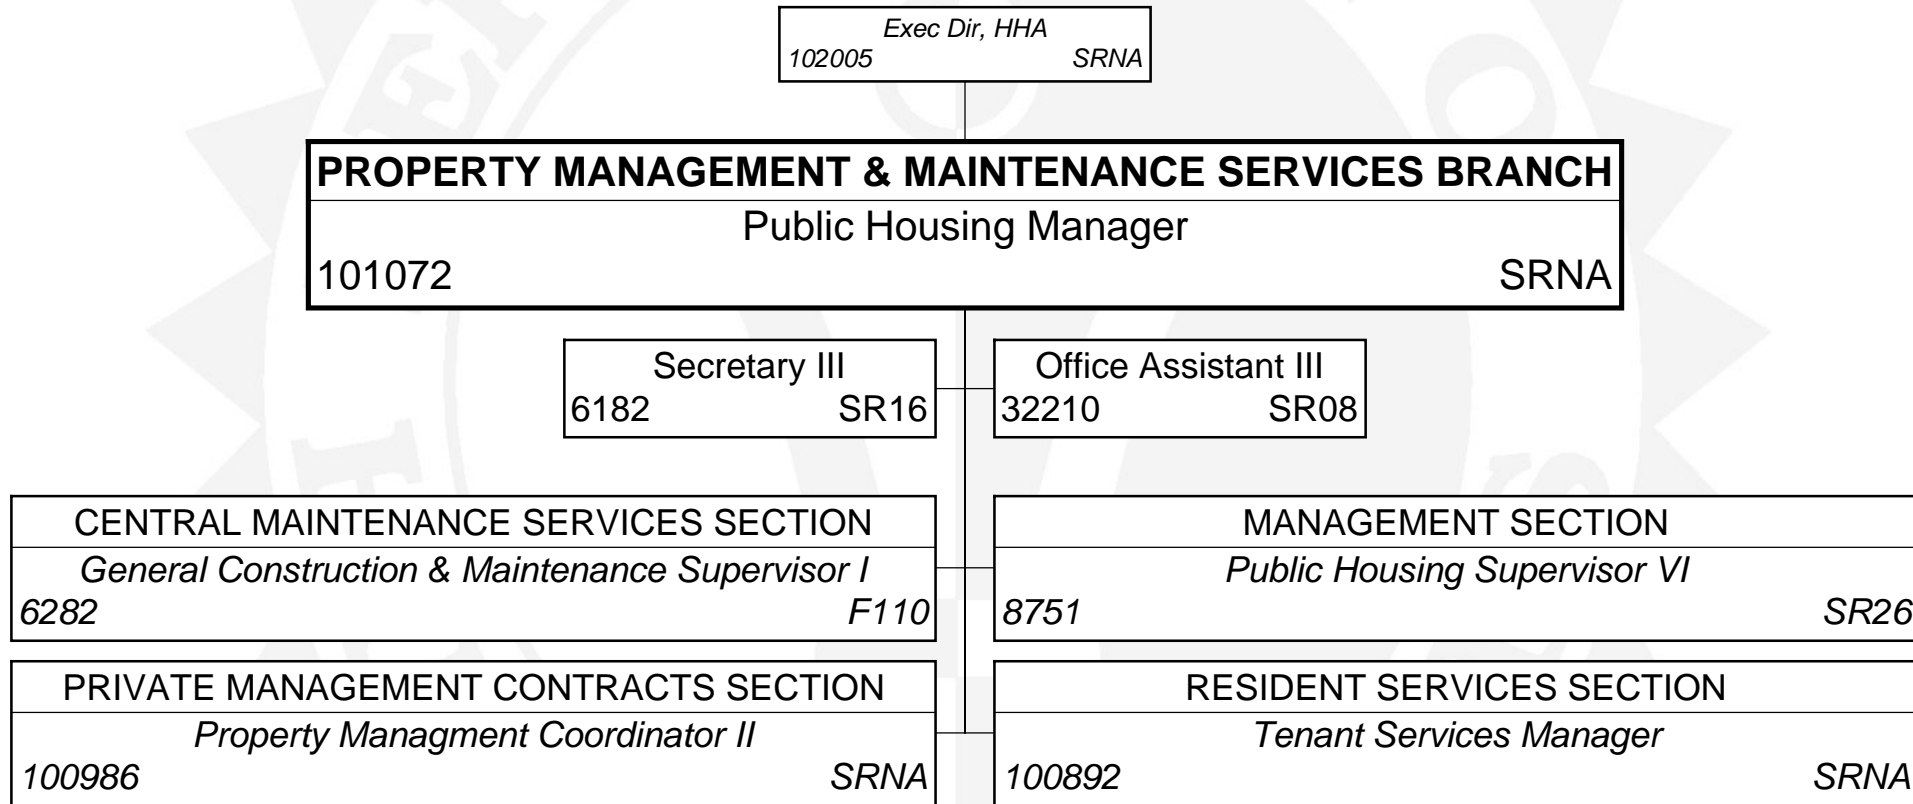 Exec Dir, HHA
102005 SRNA
PROPERTY MANAGEMENT & MAINTENANCE SERVICES BRANCH
Public Housing Manager
101072 SRNA
Secretary III
6182 SR16
Office Assistant III
32210 SR08
CENTRAL MAINTENANCE SERVICES SECTION
General Construction & Maintenance Supervisor I
6282 F110
MANAGEMENT SECTION
Public Housing Supervisor VI
8751 SR26
PRIVATE MANAGEMENT CONTRACTS SECTION
Property Managment Coordinator II
100986 SRNA
RESIDENT SERVICES SECTION
Tenant Services Manager
100892 SRNA